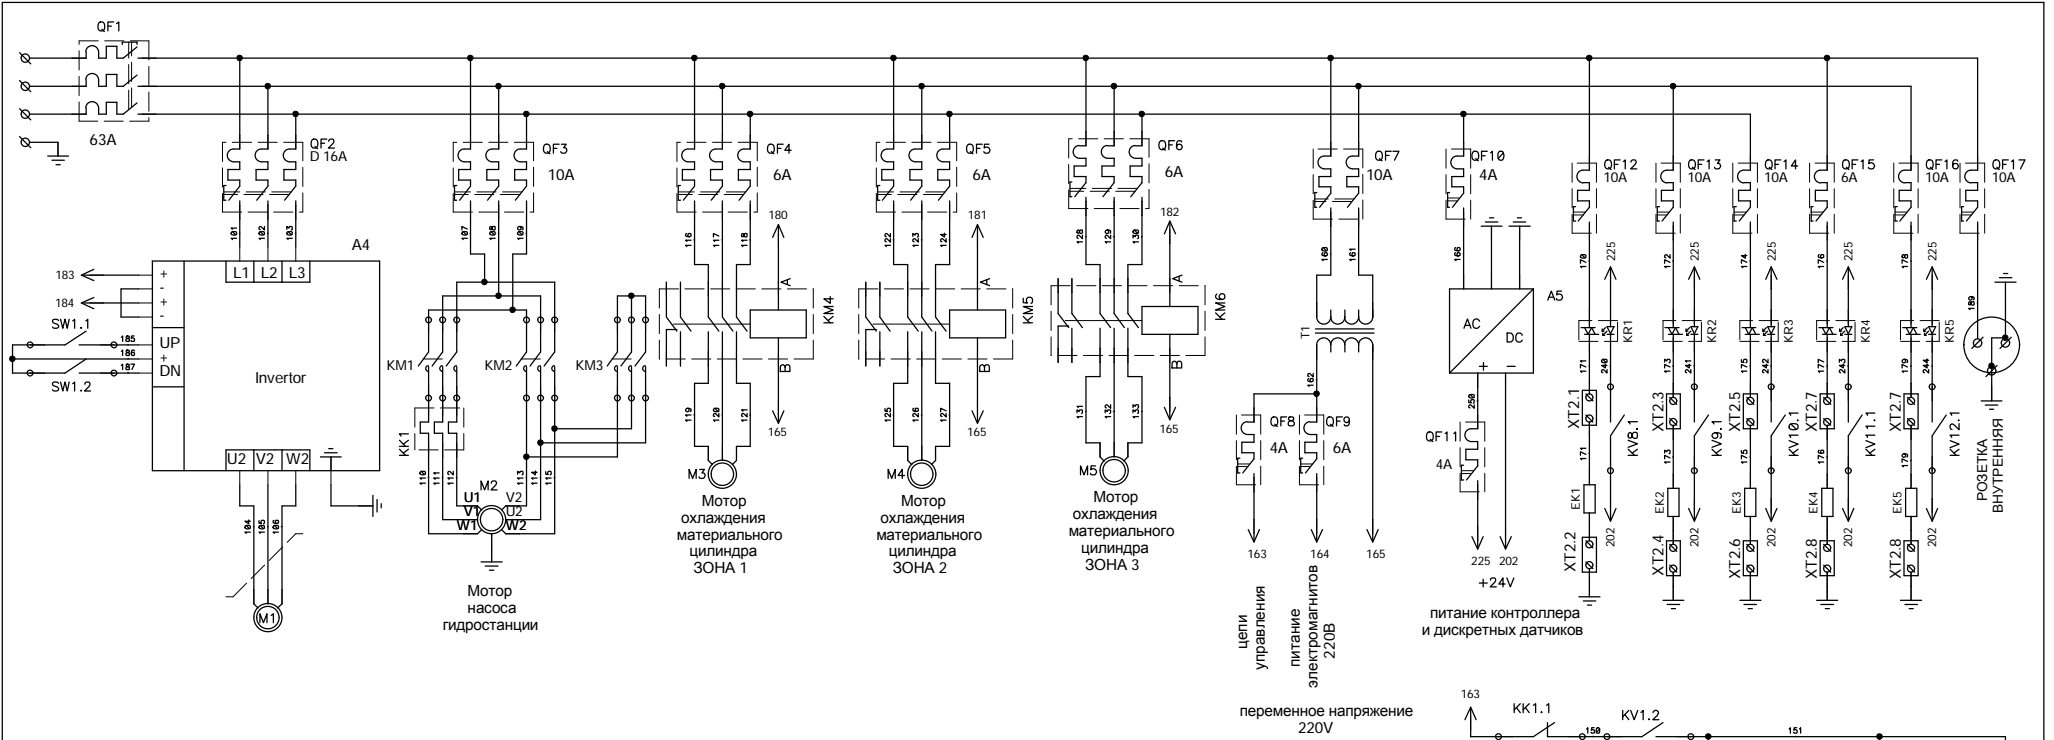 QF1
63A
QF2
D 16A
QF3
10A
QF4
6A
QF5
6A
QF6
6A
QF7
10A
QF10
4A
QF12
10A
QF13
10A
QF14
10A
QF15
6A
QF16
10A
QF17
10A
101 102 103
107 108 109
116 117 118
180
122 123 124
181
128 129 130
182
160 161
166
170 225
172 225
174 225
176 225
178 225
189
A4
L1 L2 L3
183
184
+
-
+
-
SW1.1
185
UP
186
+
187
DN
SW1.2
Invertor
U2 V2 W2
104 105 106
M1
KM1
KM2
KM3
KK1
110 111 112
113 114 115
M2
U1
V1
W1
V2
U2
W2
Мотор
насоса
гидростанции
A
KM4
B
119 120 121
165
M3
Мотор
охлаждения
материального
цилиндра
ЗОНА 1
A
KM5
B
125 126 127
165
M4
Мотор
охлаждения
материального
цилиндра
ЗОНА 2
A
KM6
B
131 132 133
165
M5
Мотор
охлаждения
материального
цилиндра
ЗОНА 3
T1
162
QF8
4A
QF9
6A
163
164
165
цепи
управления
питание
электромагнитов
220В
переменное напряжение
220V
A5
AC
DC
+ -
250
QF11
4A
225 202
+24V
питание контроллера
и дискретных датчиков
KR1
171 240
XT2.1
KV8.1
171
EK1
202
XT2.2
KR2
173 241
XT2.3
KV9.1
173
EK2
202
XT2.4
KR3
175 242
XT2.5
KV10.1
175
EK3
202
XT2.6
KR4
177 243
XT2.7
KV11.1
176
EK4
202
XT2.8
KR5
179 244
XT2.7
KV12.1
179
EK5
202
XT2.8
РОЗЕТКА
ВНУТРЕННЯЯ
163
KK1.1
150
KV1.2
151